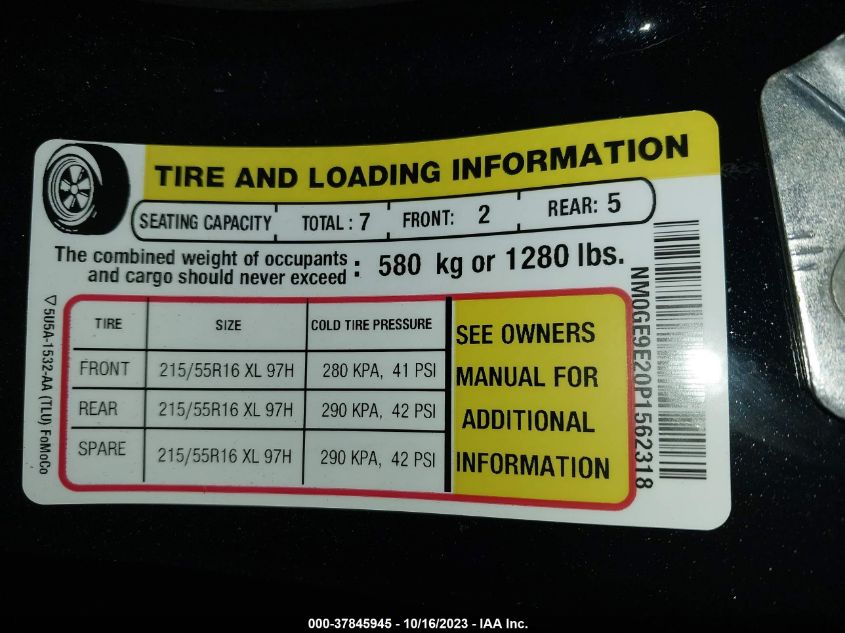 TIRE AND LOADING INFORMATION
SEATING CAPACITY TOTAL : 7 FRONT: 2 REAR: 5
The combined weight of occupants
and cargo should never exceed : 580 kg or 1280 lbs.
TIRE SIZE COLD TIRE PRESSURE
FRONT 215/55R16 XL 97H 280 KPA, 41 PSI
REAR 215/55R16 XL 97H 290 KPA, 42 PSI
SPARE 215/55R16 XL 97H 290 KPA, 42 PSI
SEE OWNERS
MANUAL FOR
ADDITIONAL
INFORMATION
NM0GE9E20P1562318
5U5A-1532-AA (TLU) FoMoCo
000-37845945 - 10/16/2023 - IAA Inc.